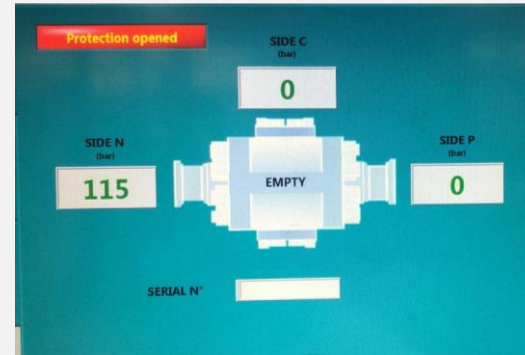 Protection opened
SIDE C
(bar)
0
SIDE N
(bar)
115
SIDE P
(bar)
0
EMPTY
SERIAL N°